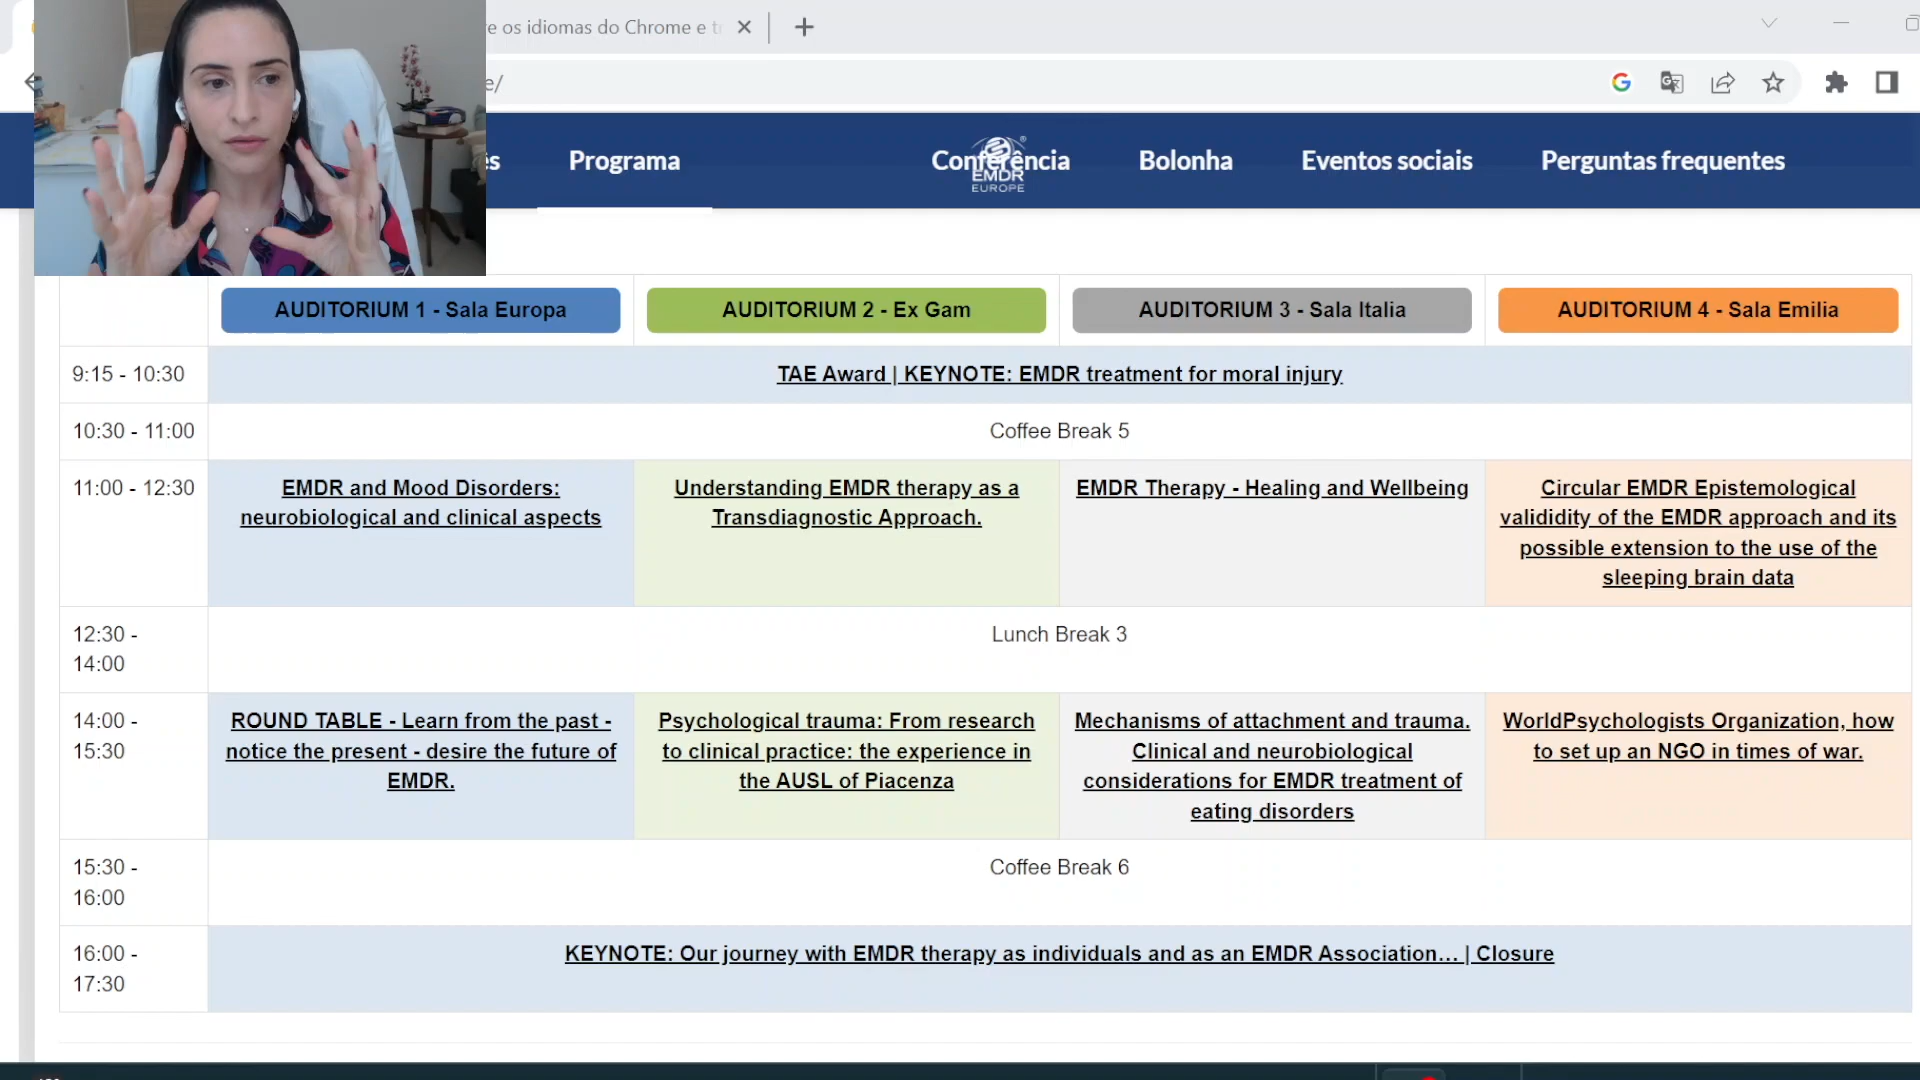 e os idiomas do Chrome e tr
e/
ês
Programa
Conferência
EMDR
EUROPE
Bolonha
Eventos sociais
Perguntas frequentes
AUDITORIUM 1 - Sala Europa
AUDITORIUM 2 - Ex Gam
AUDITORIUM 3 - Sala Italia
AUDITORIUM 4 - Sala Emilia
9:15 - 10:30
TAE Award | KEYNOTE: EMDR treatment for moral injury
10:30 - 11:00
Coffee Break 5
11:00 - 12:30
EMDR and Mood Disorders:
neurobiological and clinical aspects
Understanding EMDR therapy as a
Transdiagnostic Approach.
EMDR Therapy - Healing and Wellbeing
Circular EMDR Epistemological
valididity of the EMDR approach and its
possible extension to the use of the
sleeping brain data
12:30 -
14:00
Lunch Break 3
14:00 -
15:30
ROUND TABLE - Learn from the past -
notice the present - desire the future of
EMDR.
Psychological trauma: From research
to clinical practice: the experience in
the AUSL of Piacenza
Mechanisms of attachment and trauma.
Clinical and neurobiological
considerations for EMDR treatment of
eating disorders
WorldPsychologists Organization, how
to set up an NGO in times of war.
15:30 -
16:00
Coffee Break 6
16:00 -
17:30
KEYNOTE: Our journey with EMDR therapy as individuals and as an EMDR Association... | Closure